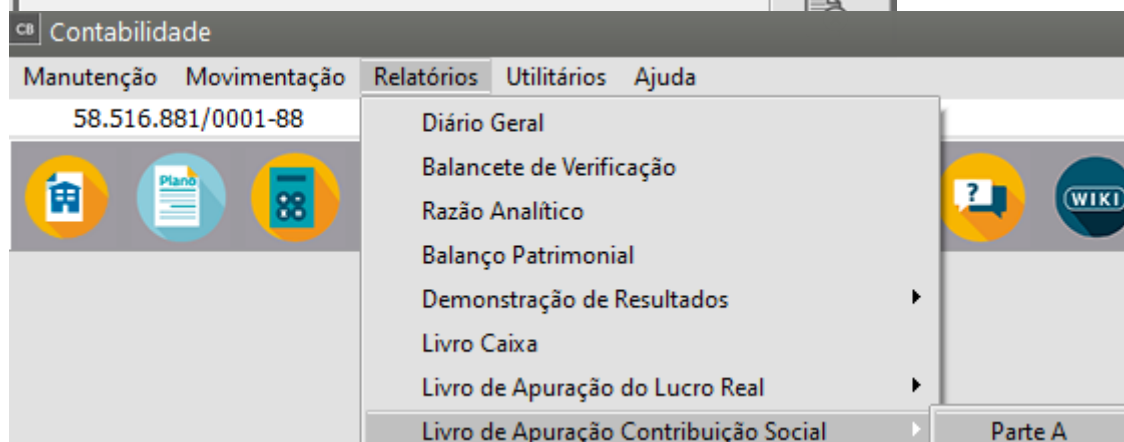 CB Contabilidade
Manutenção Movimentação Relatórios Utilitários Ajuda
58.516.881/0001-88
Diário Geral
Balancete de Verificação
Plano
?
WIKI
Razão Analítico
Balanço Patrimonial
Demonstração de Resultados
Livro Caixa
Livro de Apuração do Lucro Real
Livro de Apuração Contribuição Social Parte A